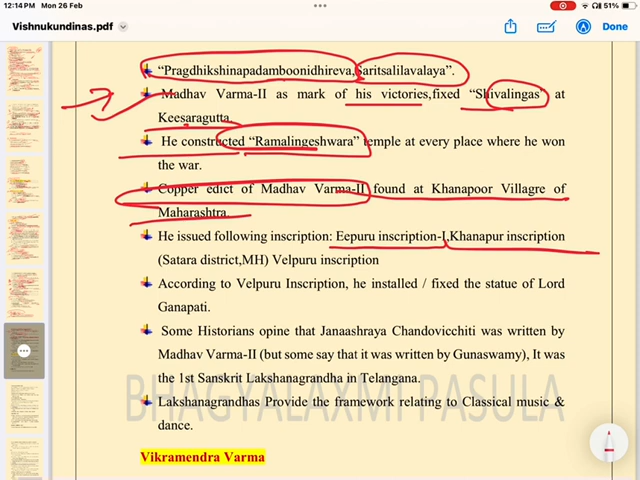 12:14 PM Mon 26 Feb
51%
Vishnukundinas.pdf
Done
"Pragdhikshinapadamboonidhireva,Saritsalilavalaya".
Madhav Varma-II as mark of his victories,fixed "Shivalingas" at
Keesaragutta.
He constructed "Ramalingeshwara" temple at every place where he won
the war.
Copper edict of Madhav Varma-II found at Khanapoor Villagre of
Maharashtra.
He issued following inscription: Eepuru inscription-I,Khanapur inscription
(Satara district,MH) Velpuru inscription
According to Velpuru Inscription, he installed / fixed the statue of Lord
Ganapati.
Some Historians opine that Janaashraya Chandovicchiti was written by
Madhav Varma-II (but some say that it was written by Gunaswamy), It was
the 1st Sanskrit Lakshanagrandha in Telangana.
BHAGYALAXMI PASULA
Lakshanagrandhas Provide the framework relating to Classical music &
dance.
Vikramendra Varma